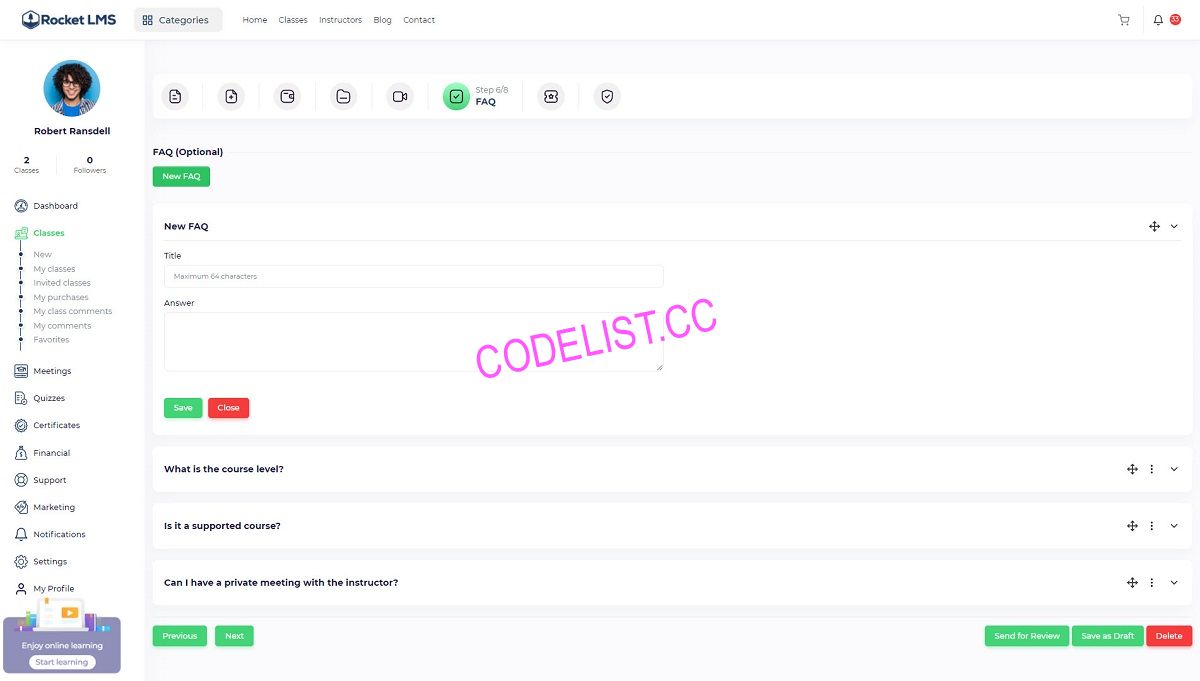 Rocket LMS
Categories
Home
Classes
Instructors
Blog
Contact
33
Robert Ransdell
2
Classes
0
Followers
Dashboard
Classes
New
My classes
Invited classes
My purchases
My class comments
My comments
Favorites
Meetings
Quizzes
Certificates
Financial
Support
Marketing
Notifications
Settings
My Profile
Enjoy online learning
Start learning
Step 6/8
FAQ
FAQ (Optional)
New FAQ
New FAQ
Title
Maximum 64 characters
Answer
CODELIST.CC
Save
Close
What is the course level?
Is it a supported course?
Can I have a private meeting with the instructor?
Previous
Next
Send for Review
Save as Draft
Delete